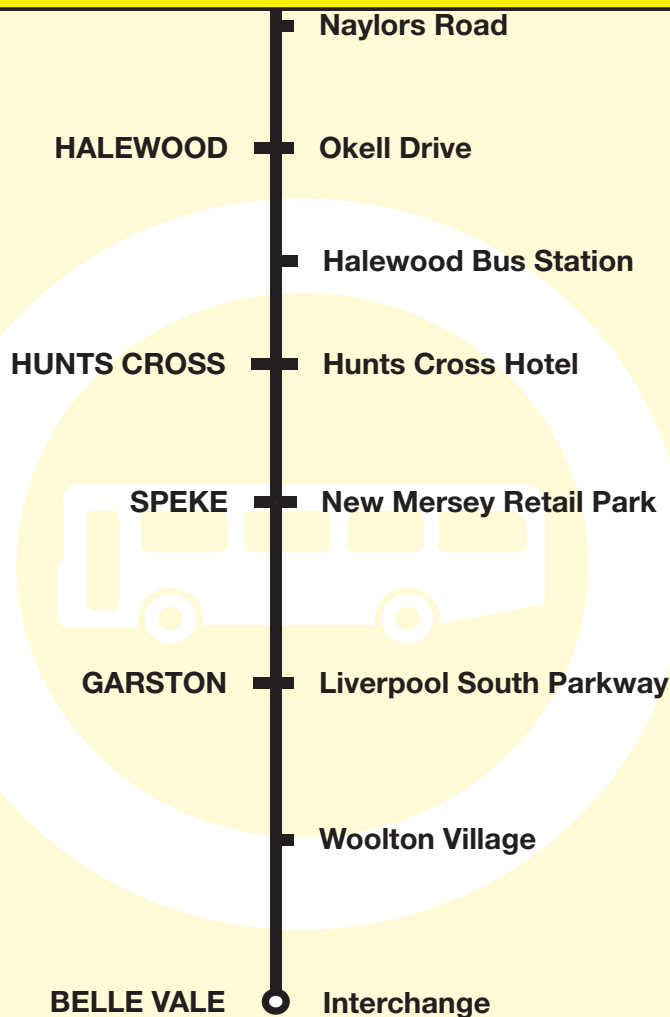 Naylors Road
HALEWOOD Okell Drive
Halewood Bus Station
HUNTS CROSS Hunts Cross Hotel
SPEKE New Mersey Retail Park
GARSTON Liverpool South Parkway
Woolton Village
BELLE VALE Interchange